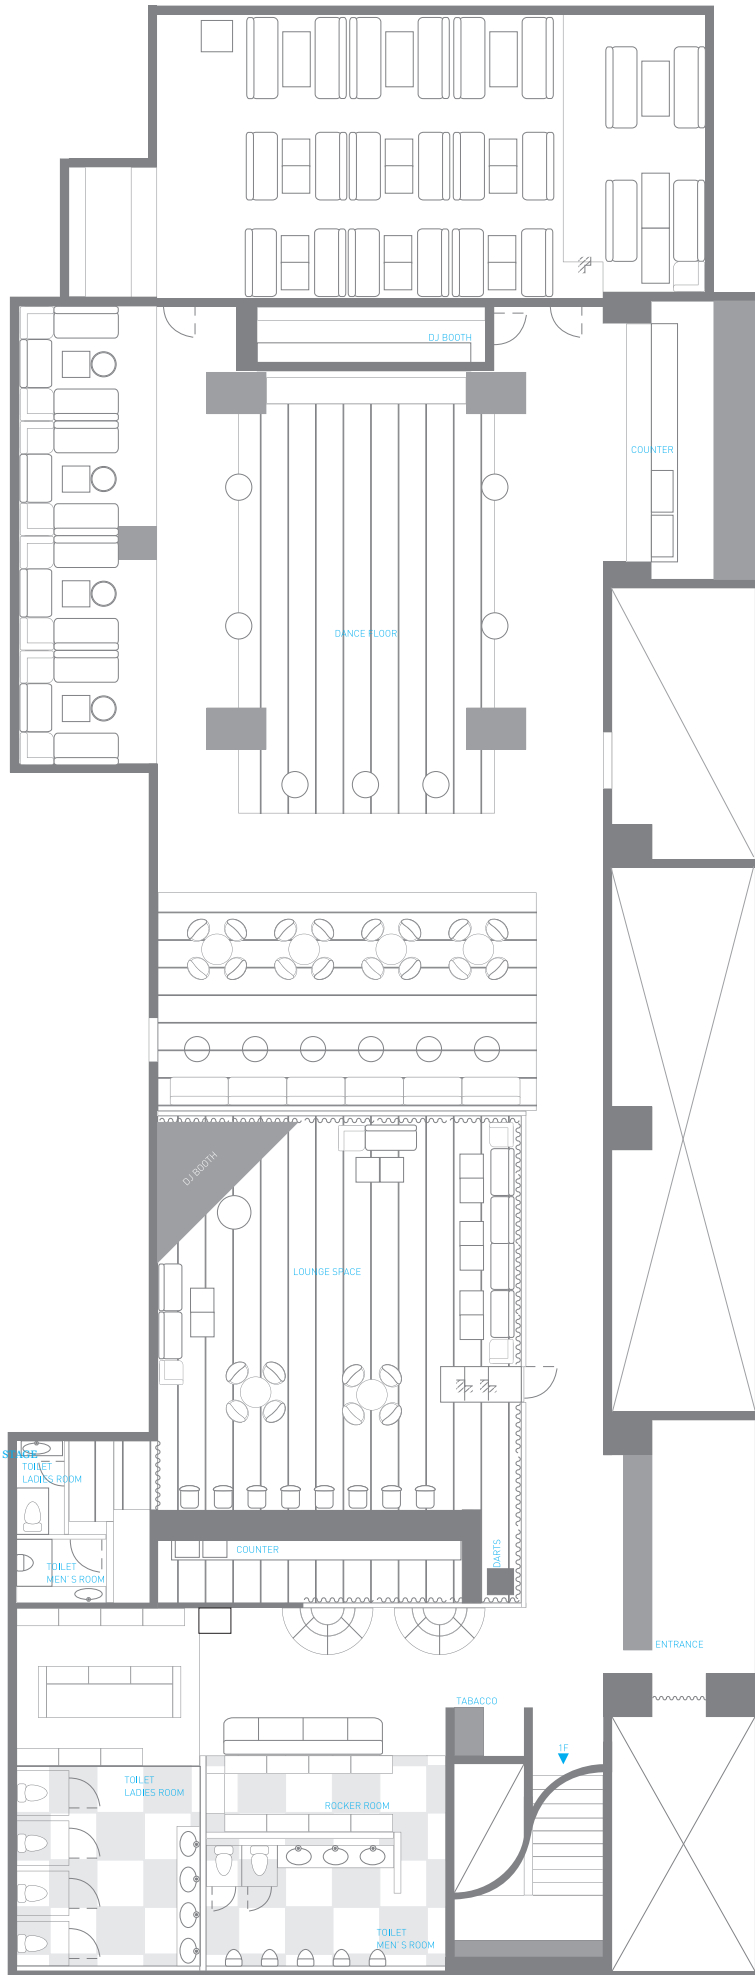 DJ BOOTH
COUNTER
DANCE FLOOR
DJ BOOTH
LOUNGE SPACE
STAGE
TOILET
LADIES ROOM
COUNTER
DARTS
TOILET
MEN'S ROOM
ENTRANCE
TABACCO
1F
TOILET
LADIES ROOM
ROCKER ROOM
TOILET
MEN'S ROOM